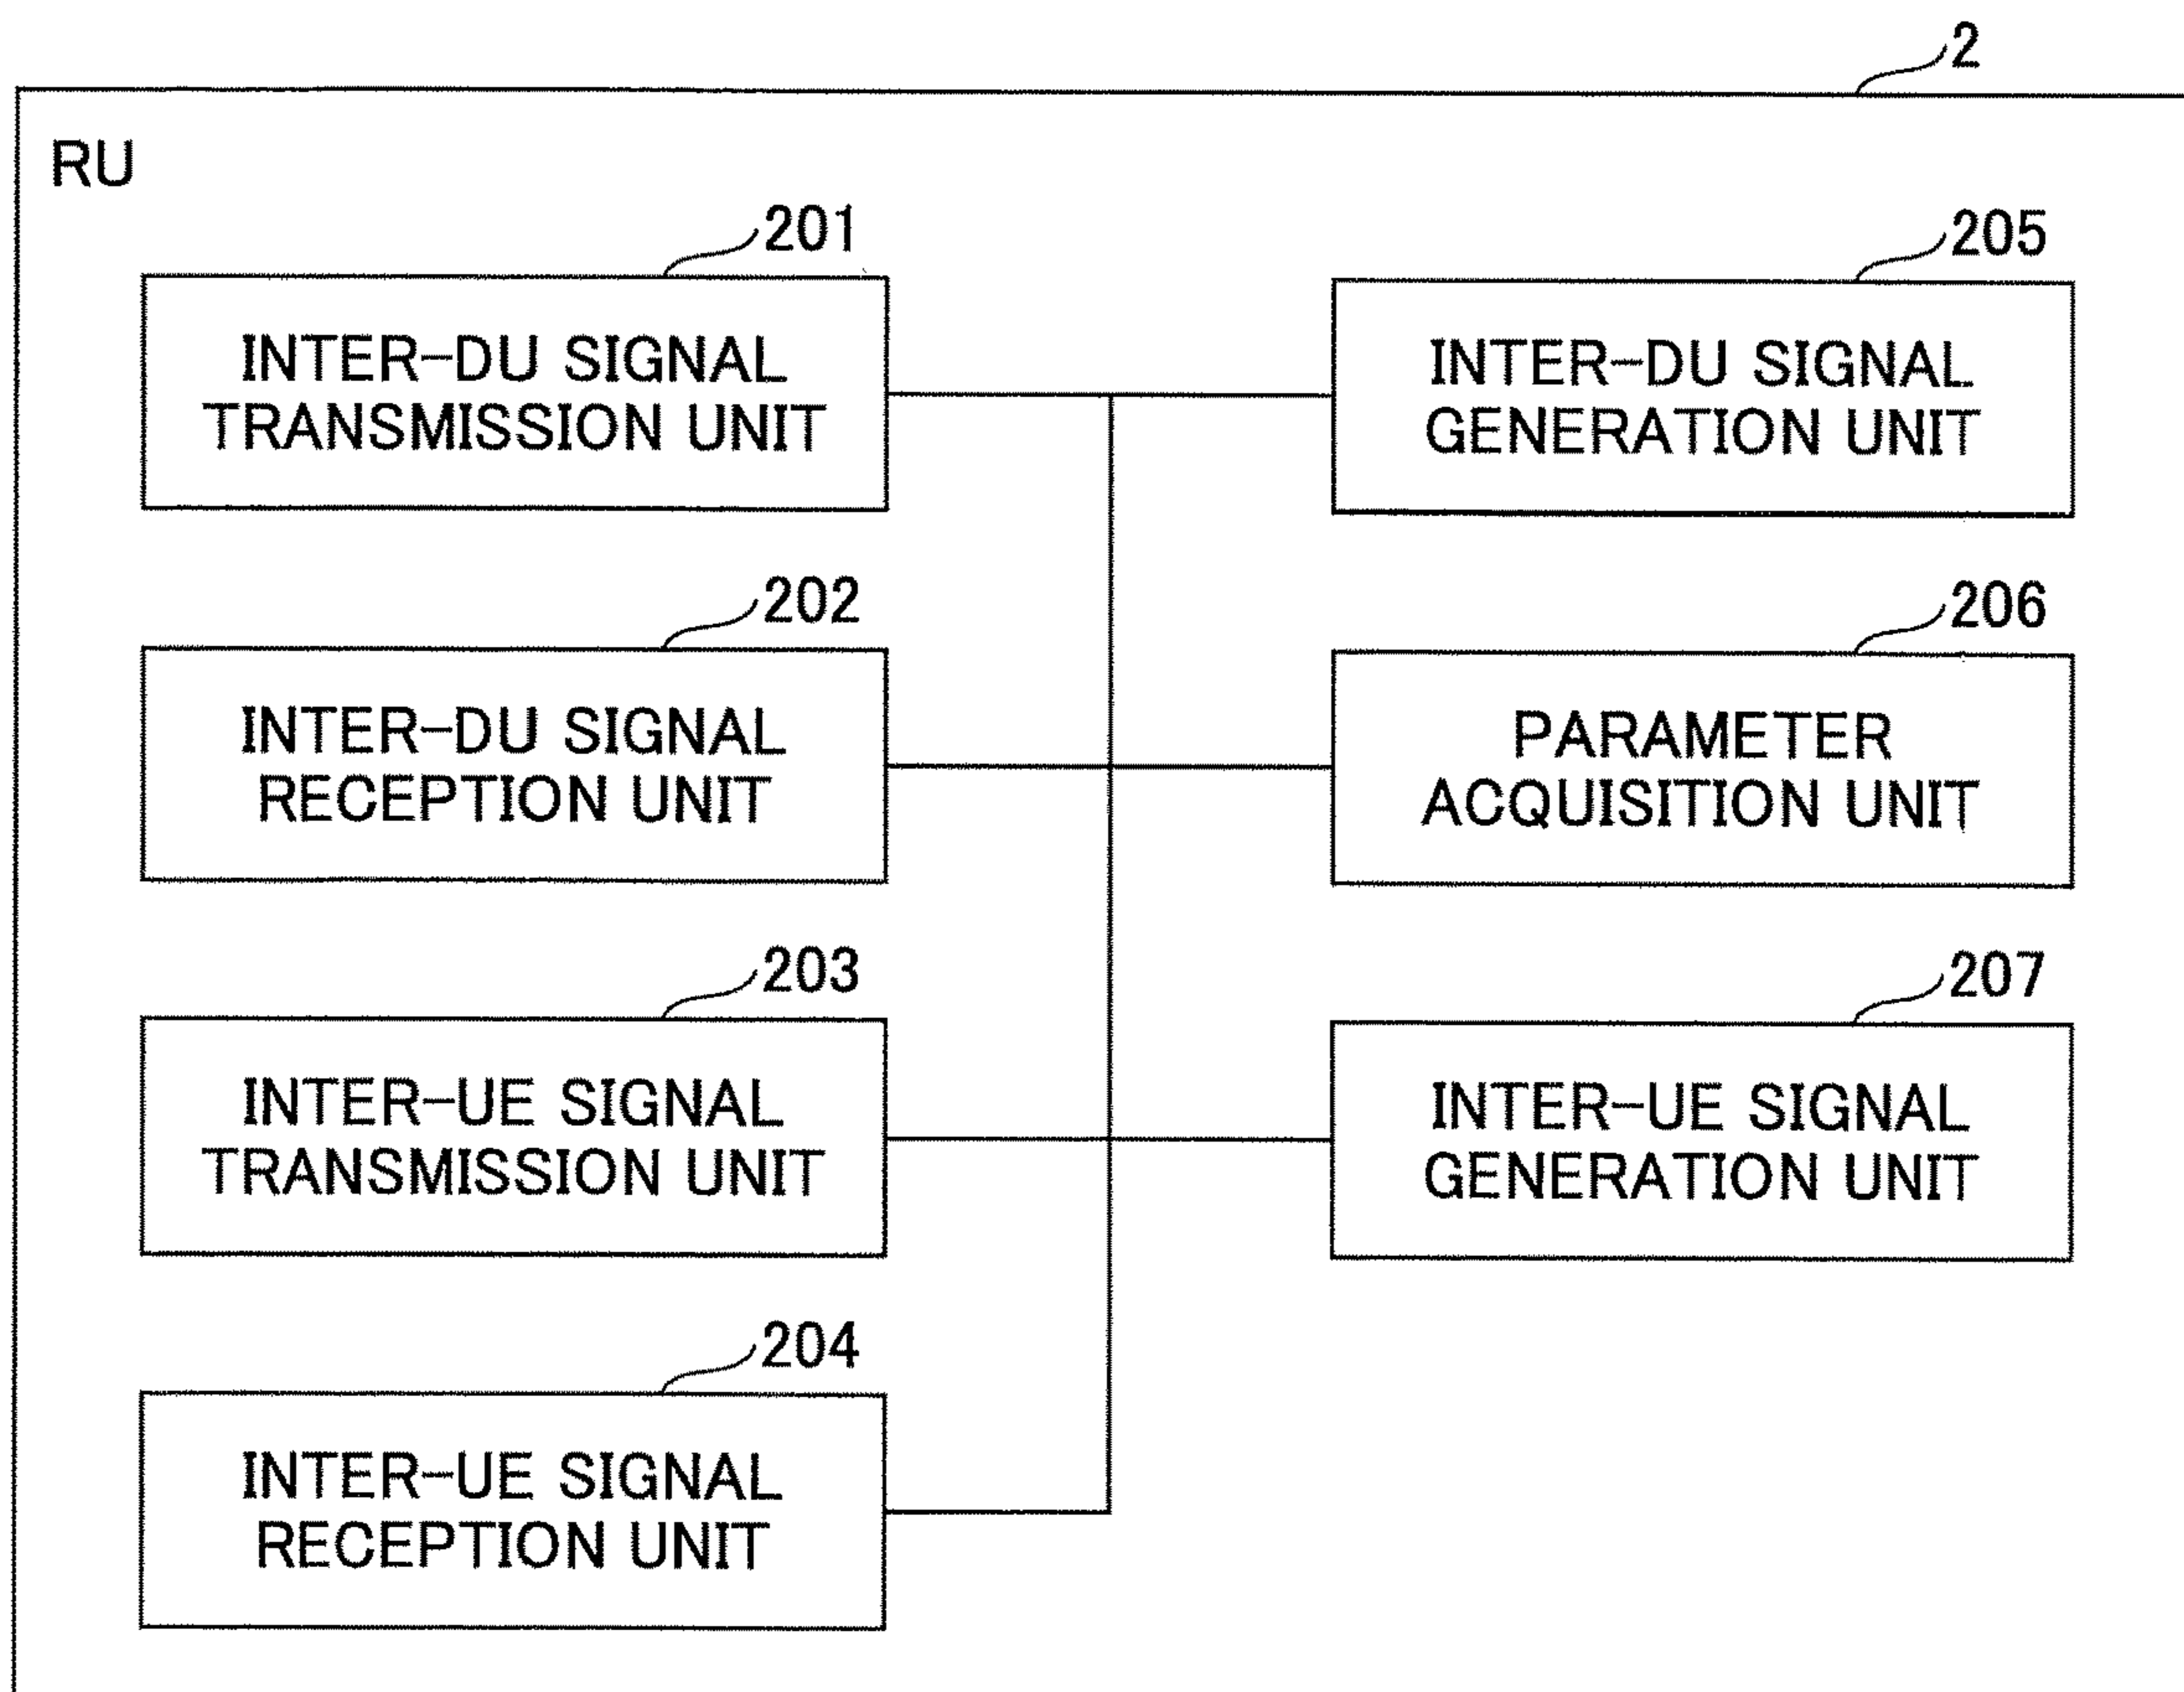 2
RU
201
INTER-DU SIGNAL
TRANSMISSION UNIT
202
INTER-DU SIGNAL
RECEPTION UNIT
203
INTER-UE SIGNAL
TRANSMISSION UNIT
204
INTER-UE SIGNAL
RECEPTION UNIT
205
INTER-DU SIGNAL
GENERATION UNIT
206
PARAMETER
ACQUISITION UNIT
207
INTER-UE SIGNAL
GENERATION UNIT